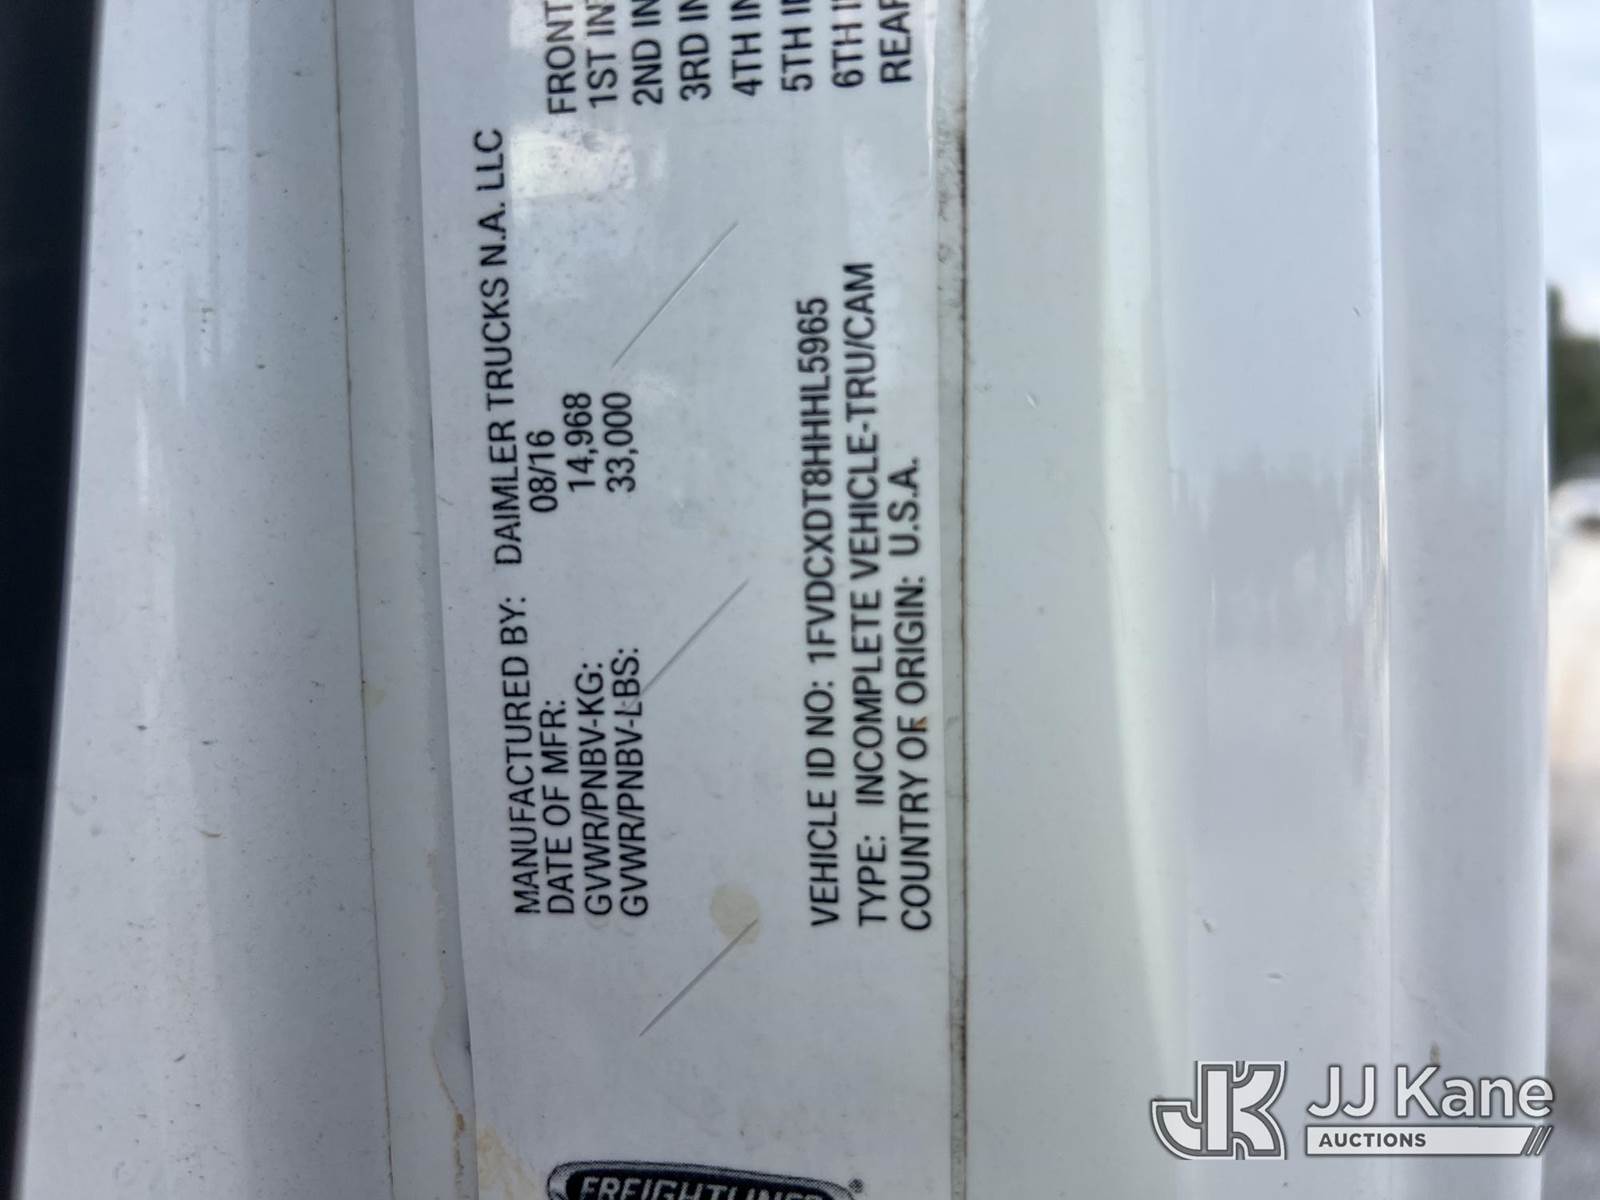 MANUFACTURED BY: DAIMLER TRUCKS N.A. LLC
DATE OF MFR: 08/16
GVWR/PNBV-KG: 14,968
GVWR/PNBV-LBS: 33,000
VEHICLE ID NO: 1FVDCXDT8HHHL5965
TYPE: INCOMPLETE VEHICLE-TRU/CAM
COUNTRY OF ORIGIN: U.S.A.
FRONT
1ST IN
2ND IN
3RD IN
4TH IN
5TH I
6TH I
REAR
FREIGHTLINER
JK JJ Kane
AUCTIONS